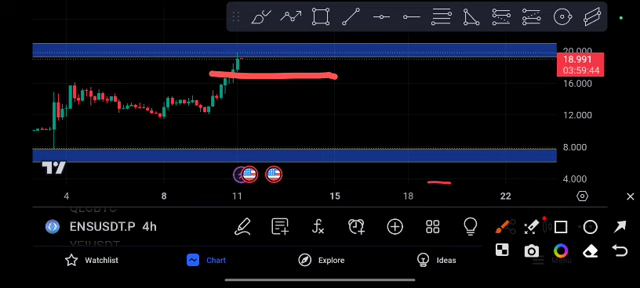 20.000
18.991
03:59:44
16.000
12.000
8.000
4.000
4 8 11 15 18 22
ENSUSDT.P 4h
Watchlist Chart Explore Ideas Menu